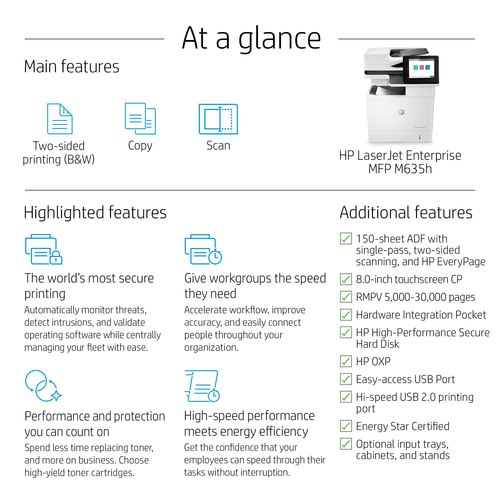 At a glance
Main features
Two-sided
printing (B&W)
Copy
Scan
HP LaserJet Enterprise
MFP M635h
Highlighted features
The world's most secure
printing
Automatically monitor threats,
detect intrusions, and validate
operating software while centrally
managing your fleet with ease.
Give workgroups the speed
they need
Accelerate workflow, improve
accuracy, and easily connect
people throughout your
organization.
Performance and protection
you can count on
Spend less time replacing toner,
and more on business. Choose
high-yield toner cartridges.
High-speed performance
meets energy efficiency
Get the confidence that your
employees can speed through their
tasks without interruption.
Additional features
150-sheet ADF with
single-pass, two-sided
scanning, and HP EveryPage
8.0-inch touchscreen CP
RMPV 5,000-30,000 pages
Hardware Integration Pocket
HP High-Performance Secure
Hard Disk
HP OXP
Easy-access USB Port
Hi-speed USB 2.0 printing
port
Energy Star Certified
Optional input trays,
cabinets, and stands